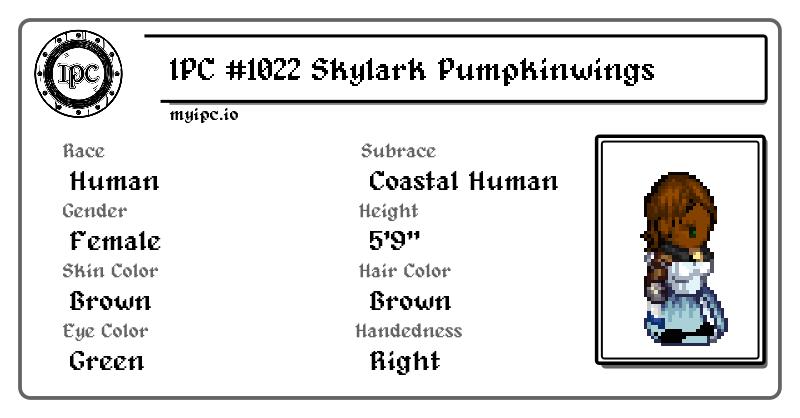 IPC
IPC #1022 Skylark Pumpkinwings
myipc.io
Race
Human
Subrace
Coastal Human
Gender
Female
Height
5'9"
Skin Color
Brown
Hair Color
Brown
Eye Color
Green
Handedness
Right